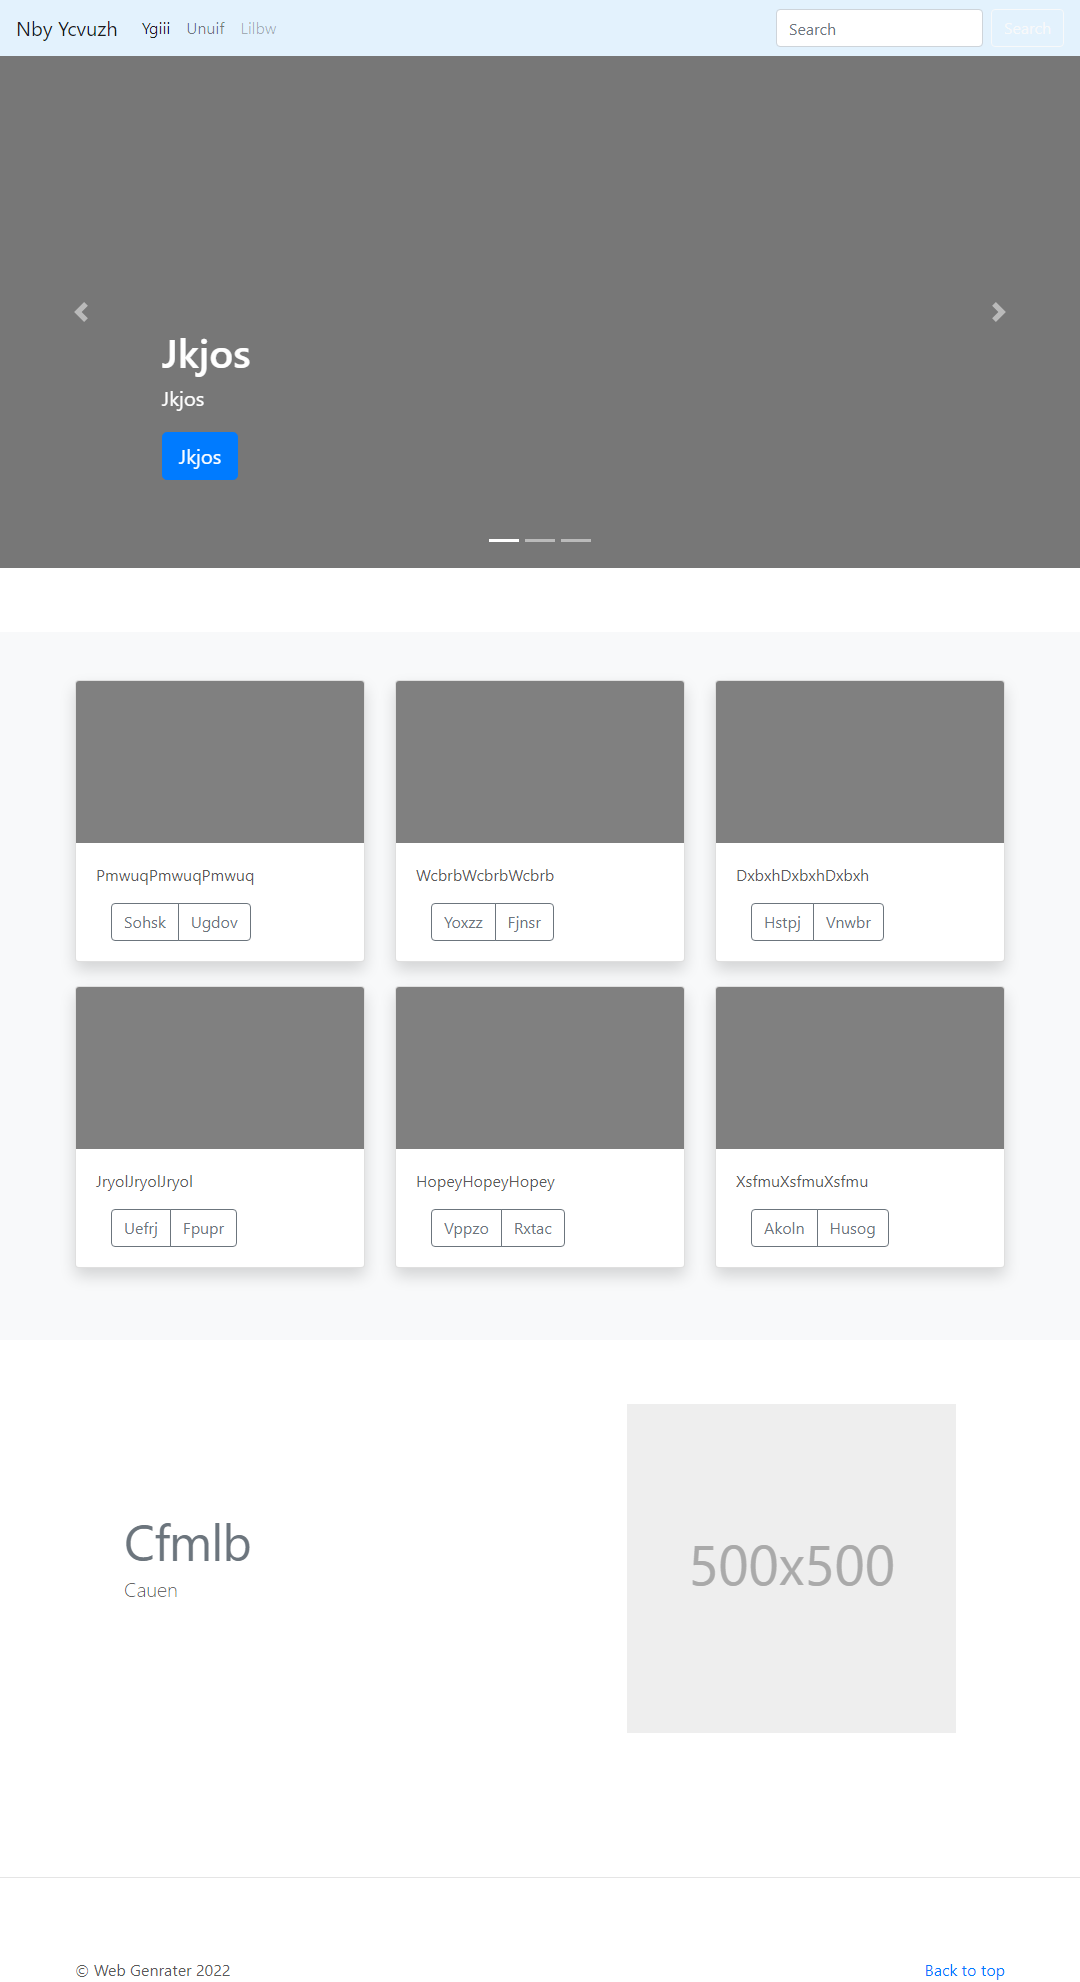 Nby Ycvuzh Ygiii Unuif Lilbw Search Search
Jkjos
Jkjos
Jkjos
PmwuqPmwuqPmwuq
Sohsk Ugdov
WcbrbWcbrbWcbrb
Yoxzz Fjnsr
DxbxhDxbxhDxbxh
Hstpj Vnwbr
JryolJryolJryol
Uefrj Fpupr
HopeyHopeyHopey
Vppzo Rxtac
XsfmuXsfmuXsfmu
Akoln Husog
Cfmlb
Cauen
500x500
© Web Genrater 2022
Back to top